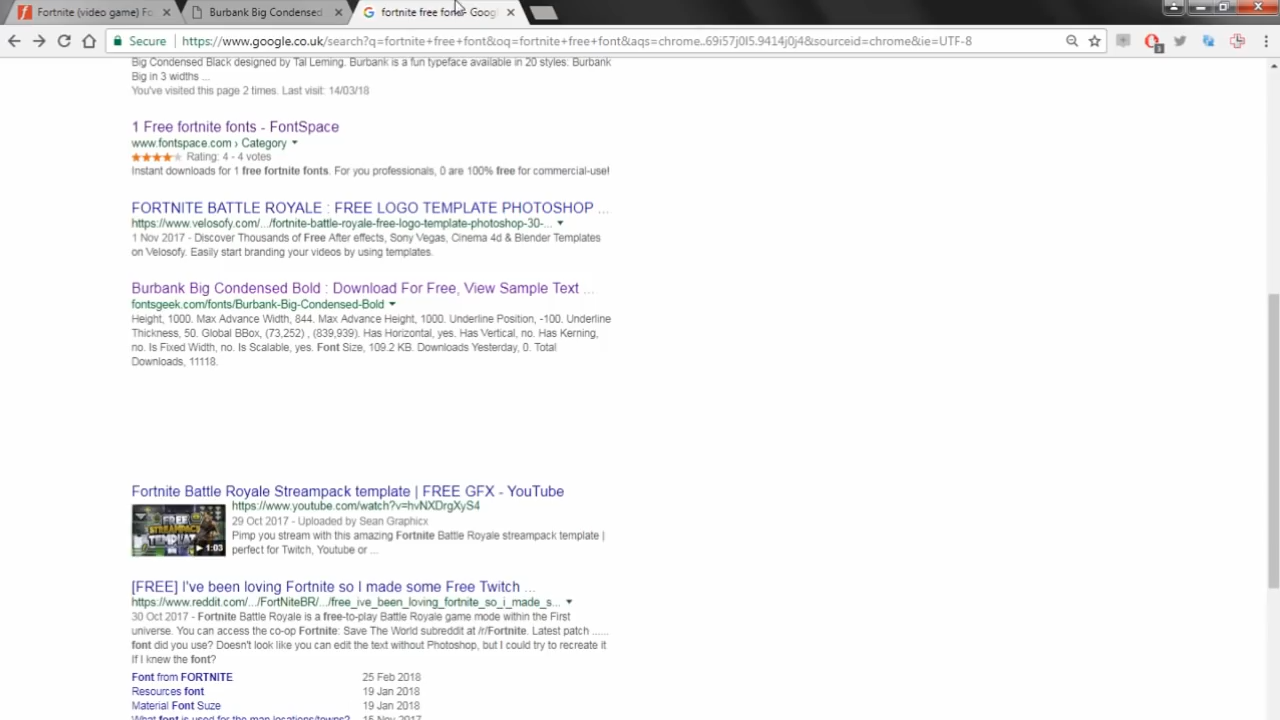 Fortnite (video game) Fo
Burbank Big Condensed
fortnite free font - Goog
Secure
https://www.google.co.uk/search?q=fortnite+free+font&oq=fortnite+free+font&aqs=chrome..69i57j0l5.9414j0j4&sourceid=chrome&ie=UTF-8
Big Condensed Black designed by Tal Leming. Burbank is a fun typeface available in 20 styles: Burbank
Big in 3 widths ...
You've visited this page 2 times. Last visit: 14/03/18
1 Free fortnite fonts - FontSpace
www.fontspace.com › Category
Rating: 4 - 4 votes
Instant downloads for 1 free fortnite fonts. For you professionals, 0 are 100% free for commercial-use!
FORTNITE BATTLE ROYALE : FREE LOGO TEMPLATE PHOTOSHOP ...
https://www.velosofy.com/.../fortnite-battle-royale-free-logo-template-photoshop-30-...
1 Nov 2017 - Discover Thousands of Free After effects, Sony Vegas, Cinema 4d & Blender Templates
on Velosofy. Easily start branding your videos by using templates.
Burbank Big Condensed Bold : Download For Free, View Sample Text ...
fontsgeek.com/fonts/Burbank-Big-Condensed-Bold
Height, 1000. Max Advance Width, 844. Max Advance Height, 1000. Underline Position, -100. Underline
Thickness, 50. Global BBox, (73,252) , (839,939). Has Horizontal, yes. Has Vertical, no. Has Kerning,
no. Is Fixed Width, no. Is Scalable, yes. Font Size, 109.2 KB. Downloads Yesterday, 0. Total
Downloads, 11118.
Fortnite Battle Royale Streampack template | FREE GFX - YouTube
https://www.youtube.com/watch?v=hvNXDrgXyS4
29 Oct 2017 - Uploaded by Sean Graphicx
Pimp you stream with this amazing Fortnite Battle Royale streampack template |
perfect for Twitch, Youtube or ...
FREE
STREAMPACK
TEMPLAT
1:03
[FREE] I've been loving Fortnite so I made some Free Twitch ...
https://www.reddit.com/.../FortNiteBR/.../free_ive_been_loving_fortnite_so_i_made_s...
30 Oct 2017 - Fortnite Battle Royale is a free-to-play Battle Royale game mode within the First
universe. You can access the co-op Fortnite: Save The World subreddit at /r/Fortnite. Latest patch ......
font did you use? Doesn't look like you can edit the text without Photoshop, but I could try to recreate it
If I knew the font?
Font from FORTNITE 25 Feb 2018
Resources font 19 Jan 2018
Material Font Suze 19 Jan 2018
What font is used for the map locations/towns? 15 Nov 2017